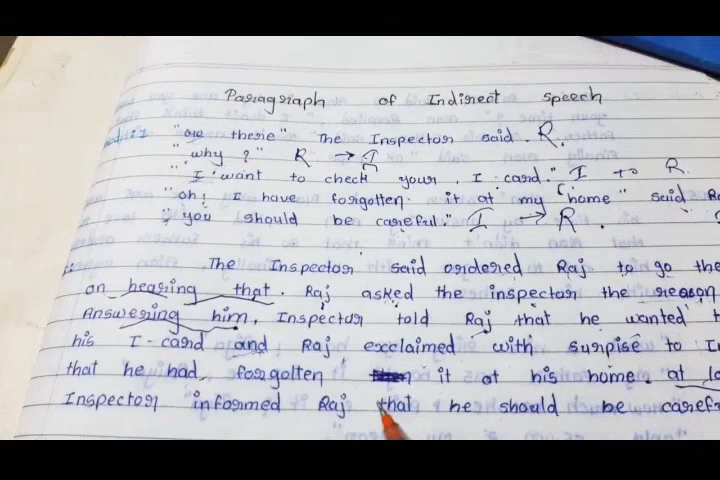 Paragraph of Indirect Speech
"Go there" The Inspector said. R.
"why?" R → I
"I want to check your I card." I to R.
"oh! I have forgotten it at my home" said Ra
"you should be careful." I → R.
The Inspector said ordered Raj to go the
on hearing that. Raj asked the inspector the reason
Answering him, Inspector told Raj that he wanted t
his I-card and Raj exclaimed with surpise to In
that he had forgotten it at his home. at la
Inspector informed Raj that he should be caref